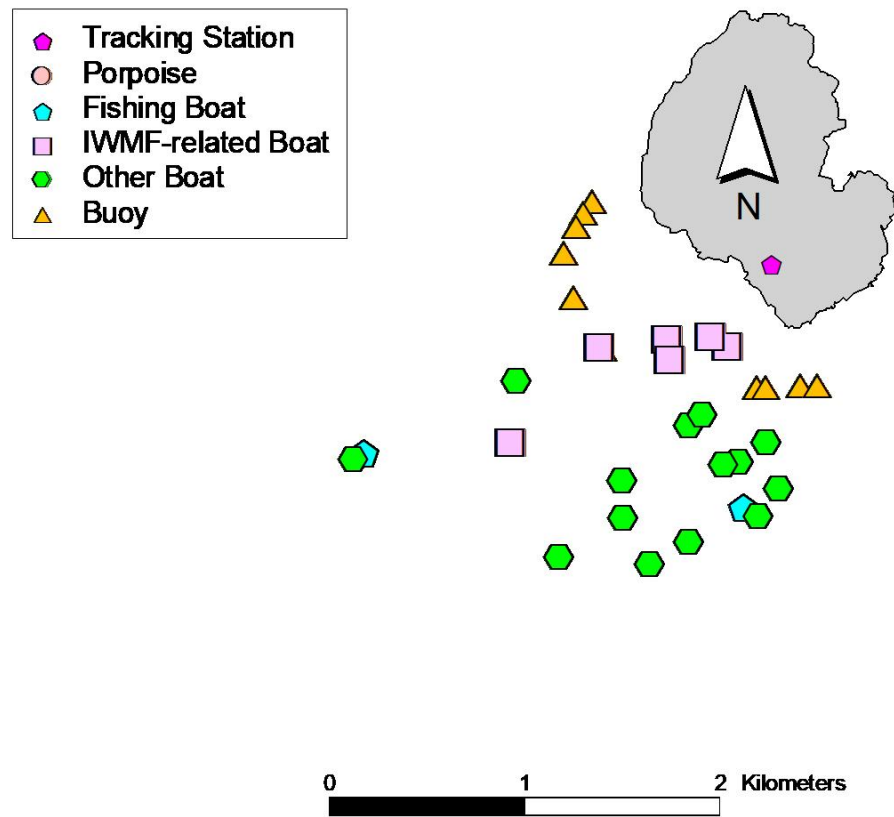 Tracking Station
Porpoise
Fishing Boat
IWMF-related Boat
Other Boat
Buoy
N
0 1 2 Kilometers